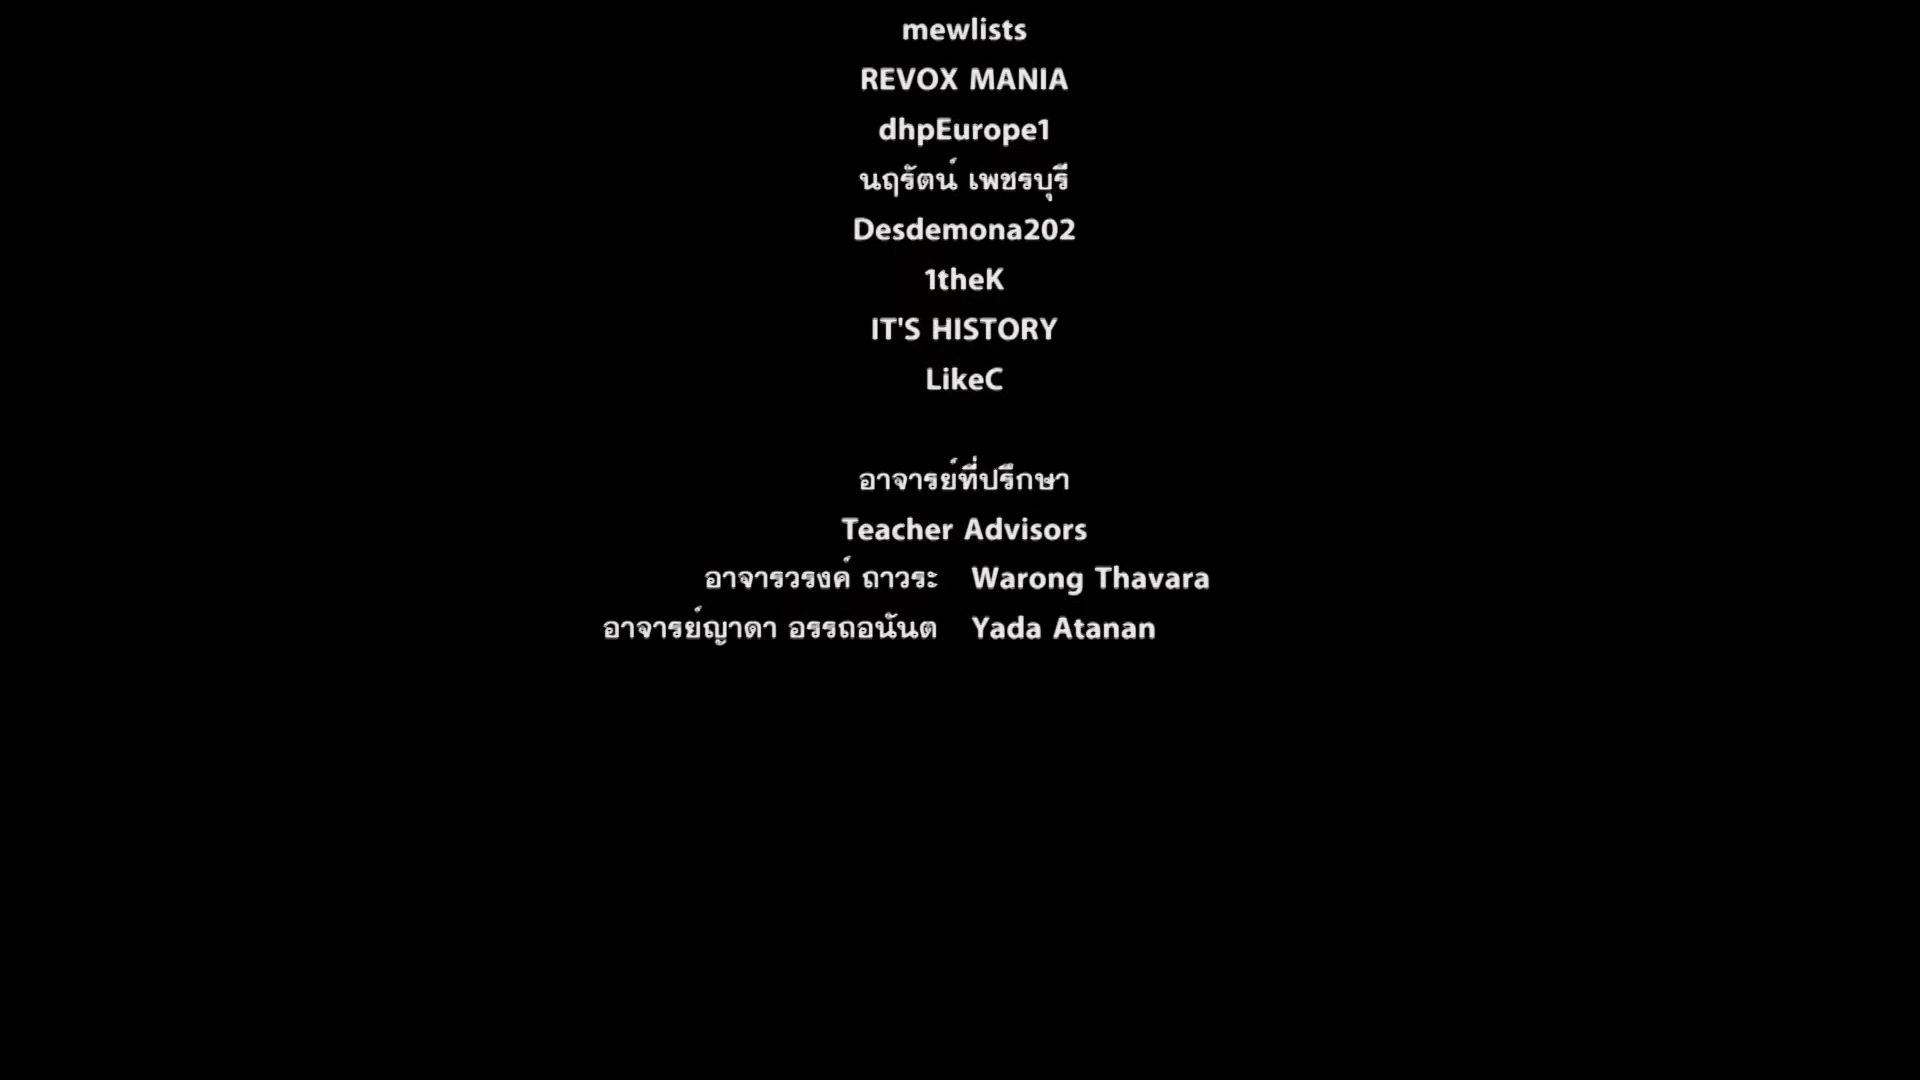 mewlists
REVOX MANIA
dhpEurope1
นฤรัตน์ เพชรบุรี
Desdemona202
1theK
IT'S HISTORY
LikeC
อาจารย์ที่ปรึกษา
Teacher Advisors
อาจารวรงค์ ถาวระ Warong Thavara
อาจารย์ญาดา อรรถอนันต Yada Atanan